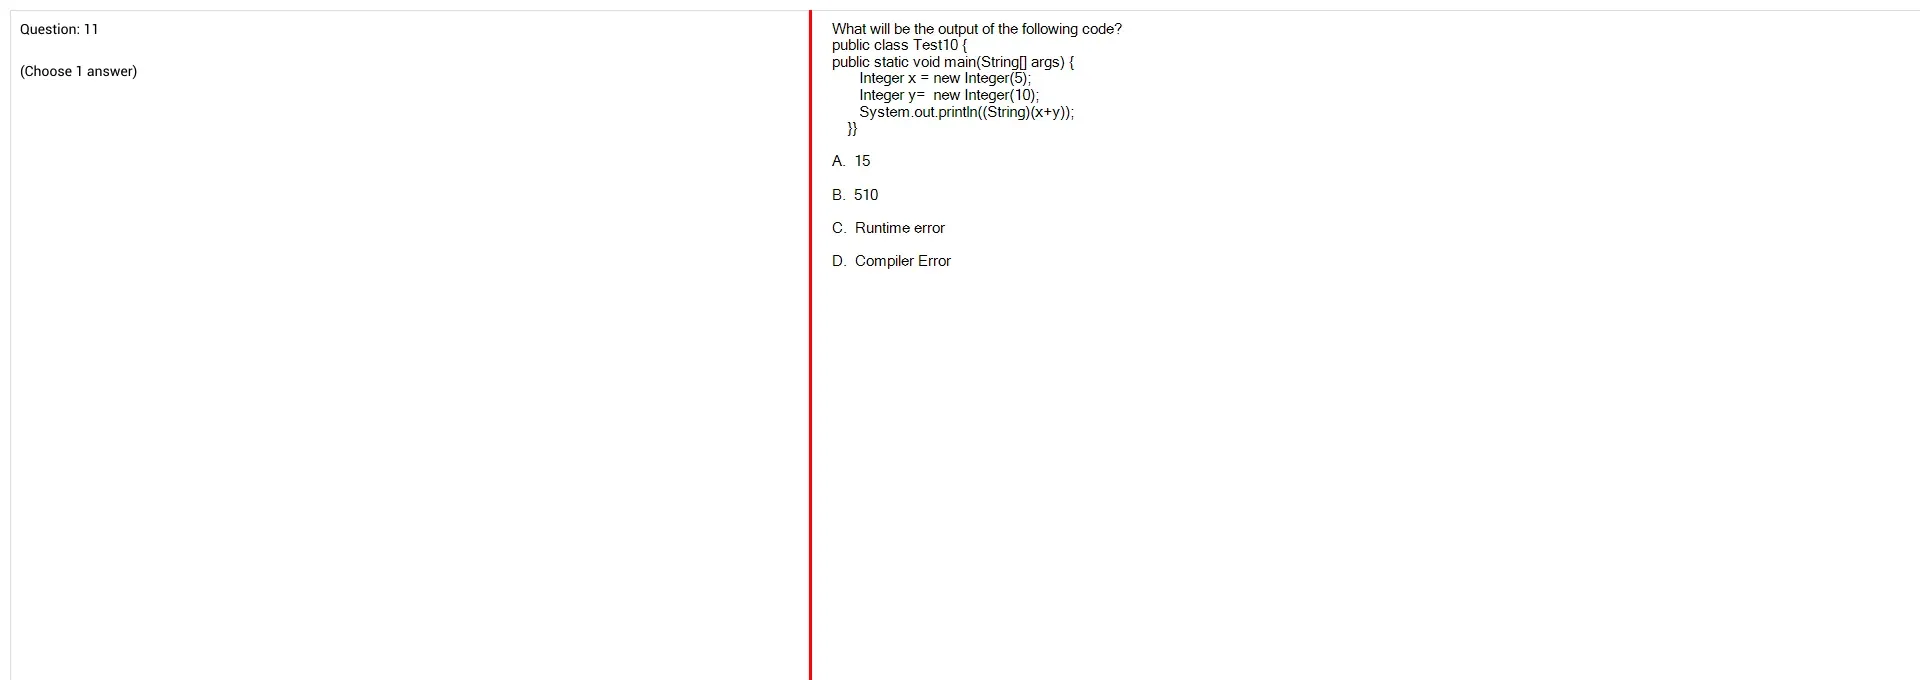 Question: 11
(Choose 1 answer)
What will be the output of the following code?
public class Test10 {
public static void main(String[] args) {
Integer x = new Integer(5);
Integer y= new Integer(10);
System.out.println((String)(x+y));
}}
A. 15
B. 510
C. Runtime error
D. Compiler Error